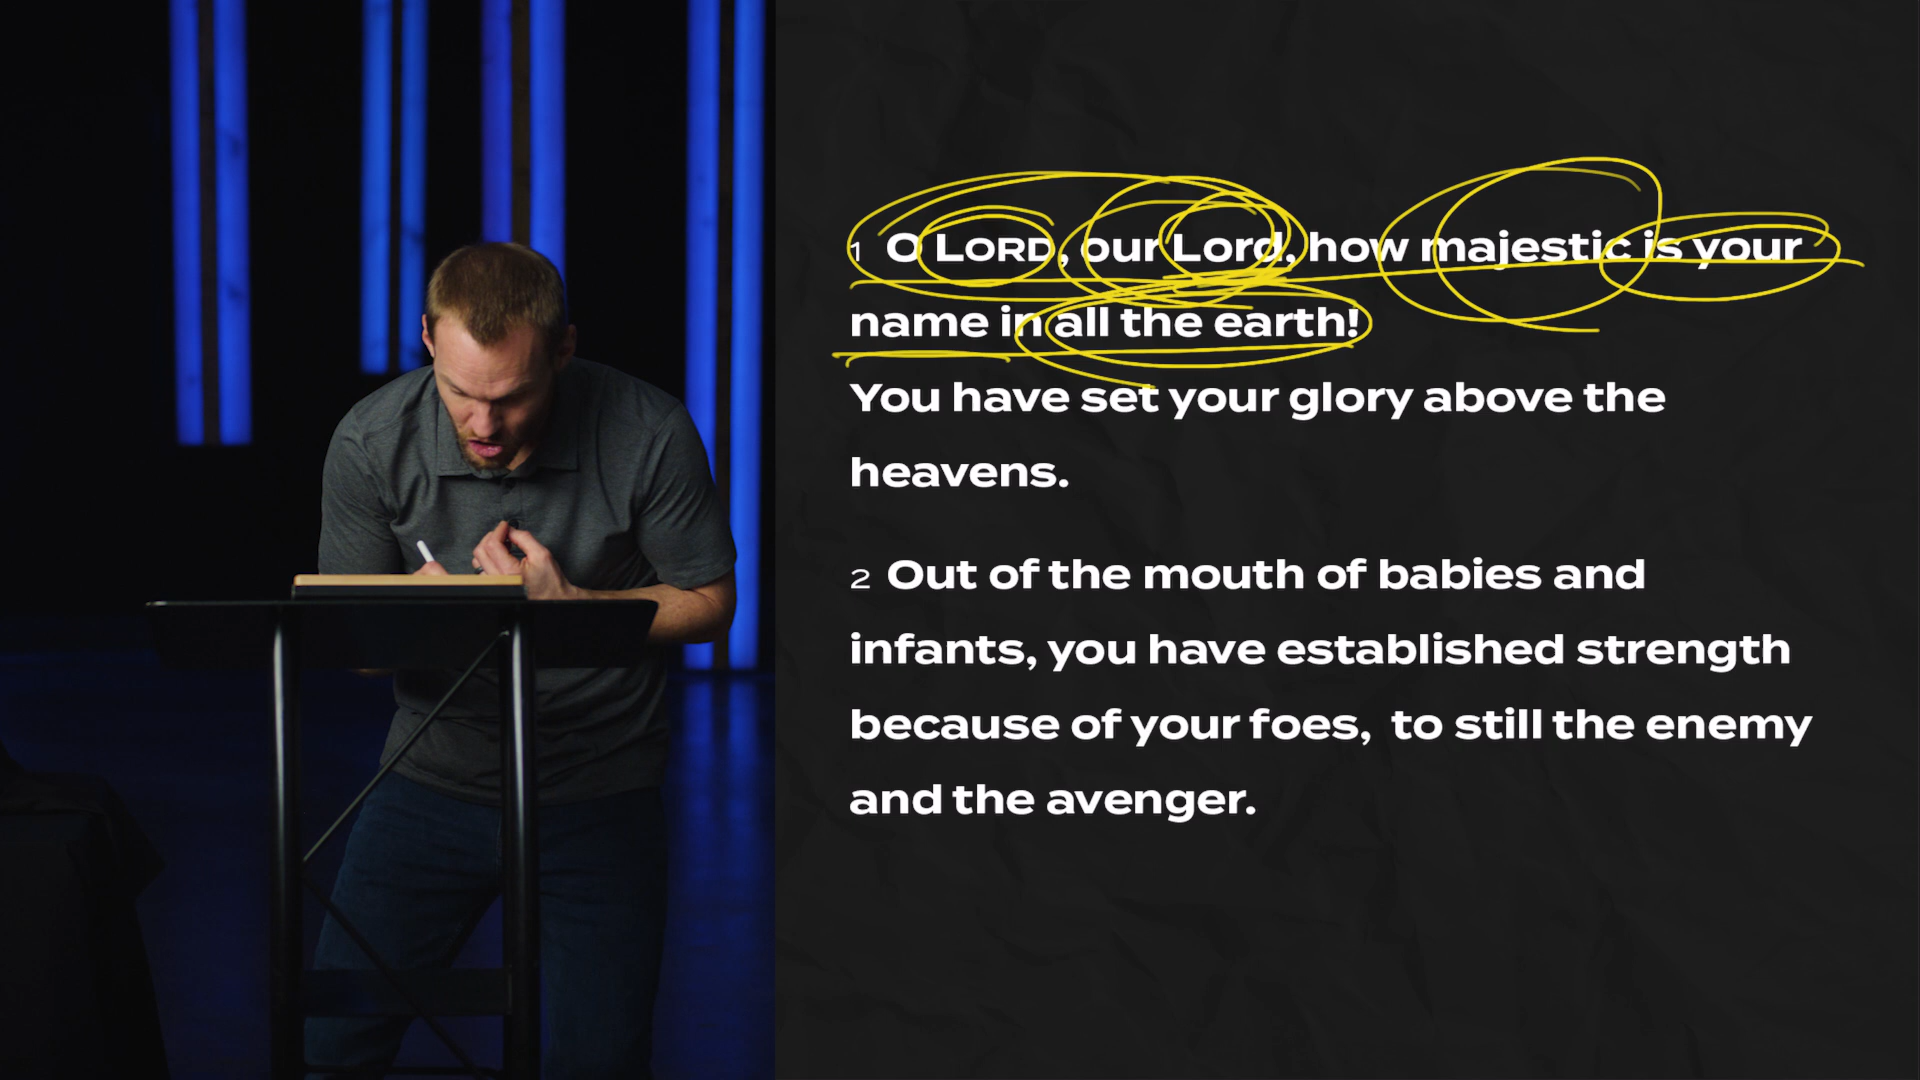 1 O LORD, our Lord, how majestic is your
name in all the earth!
You have set your glory above the
heavens.
2 Out of the mouth of babies and
infants, you have established strength
because of your foes, to still the enemy
and the avenger.